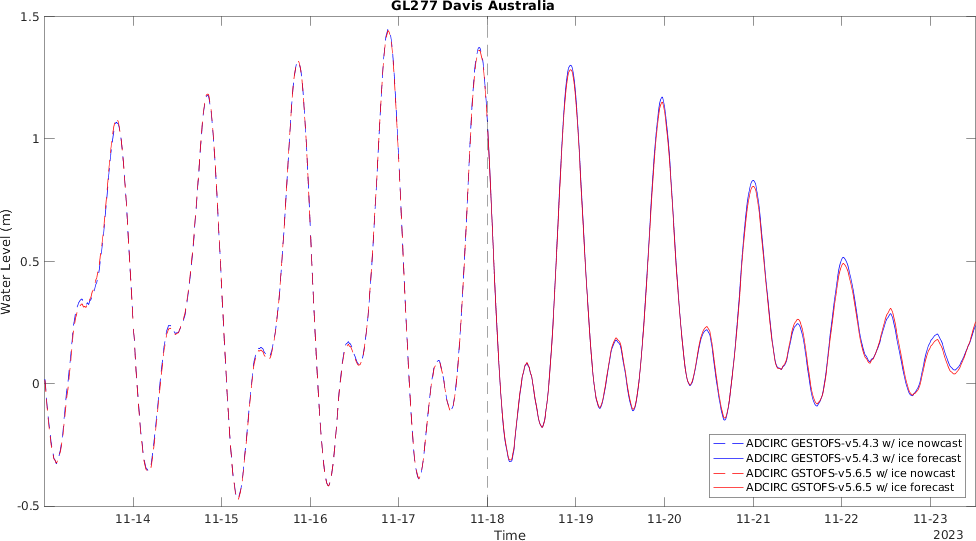 GL277 Davis Australia
1.5
1
0.5
0
-0.5
Water Level (m)
11-14
11-15
11-16
11-17
11-18
11-19
11-20
11-21
11-22
11-23
Time
2023
ADCIRC GESTOFS-v5.4.3 w/ ice nowcast
ADCIRC GESTOFS-v5.4.3 w/ ice forecast
ADCIRC GSTOFS-v5.6.5 w/ ice nowcast
ADCIRC GSTOFS-v5.6.5 w/ ice forecast